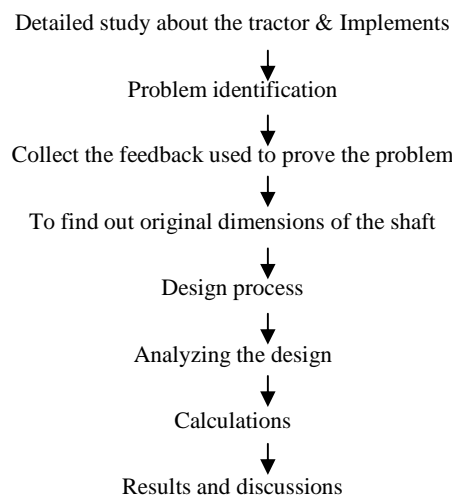 Detailed study about the tractor & Implements
Problem identification
Collect the feedback used to prove the problem
To find out original dimensions of the shaft
Design process
Analyzing the design
Calculations
Results and discussions